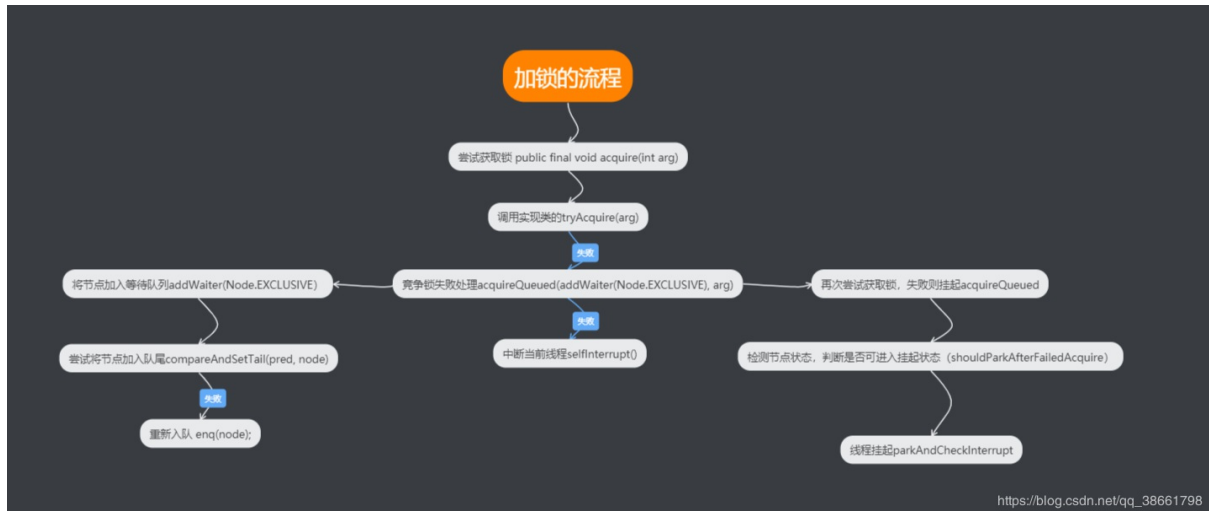 加锁的流程
尝试获取锁 public final void acquire(int arg)
调用实现类的tryAcquire(arg)
失败
将节点加入等待队列addWaiter(Node.EXCLUSIVE)
竞争锁失败处理acquireQueued(addWaiter(Node.EXCLUSIVE), arg)
再次尝试获取锁，失败则挂起acquireQueued
失败
尝试将节点加入队尾compareAndSetTail(pred, node)
中断当前线程selfInterrupt()
检测节点状态，判断是否可进入挂起状态（shouldParkAfterFailedAcquire）
失败
重新入队 enq(node);
线程挂起parkAndCheckInterrupt
https://blog.csdn.net/qq_38661798